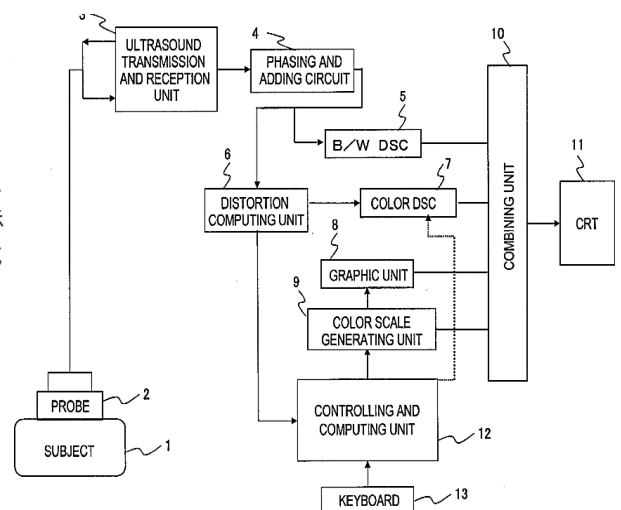 4
10
ULTRASOUND
TRANSMISSION
AND RECEPTION
UNIT
PHASING AND
ADDING CIRCUIT
5
B/W DSC
11
6
7
DISTORTION
COMPUTING UNIT
COLOR DSC
COMBINING UNIT
CRT
8
GRAPHIC UNIT
9
COLOR SCALE
GENERATING UNIT
2
PROBE
CONTROLLING AND
COMPUTING UNIT
12
SUBJECT
1
KEYBOARD
13